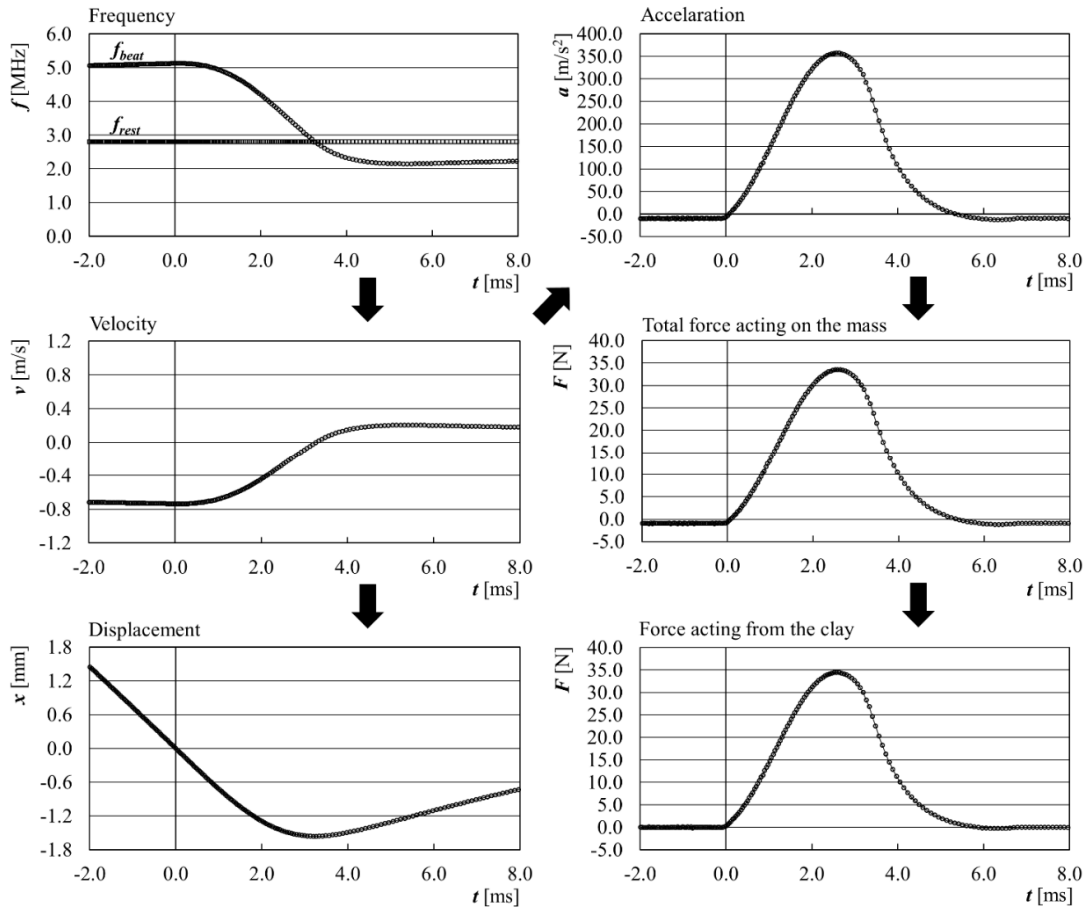 Frequency
f [MHz]
f_beat
f_rest
6.0
5.0
4.0
3.0
2.0
1.0
0.0
-2.0 0.0 2.0 4.0 6.0 8.0
t [ms]
Velocity
v [m/s]
1.2
0.8
0.4
0.0
-0.4
-0.8
-1.2
-2.0 0.0 2.0 4.0 6.0 8.0
t [ms]
Displacement
x [mm]
1.8
1.2
0.6
0.0
-0.6
-1.2
-1.8
-2.0 0.0 2.0 4.0 6.0 8.0
t [ms]
Accelaration
a [m/s²]
400.0
350.0
300.0
250.0
200.0
150.0
100.0
50.0
0.0
-50.0
-2.0 0.0 2.0 4.0 6.0 8.0
t [ms]
Total force acting on the mass
F [N]
40.0
35.0
30.0
25.0
20.0
15.0
10.0
5.0
0.0
-5.0
-2.0 0.0 2.0 4.0 6.0 8.0
t [ms]
Force acting from the clay
F [N]
40.0
35.0
30.0
25.0
20.0
15.0
10.0
5.0
0.0
-5.0
-2.0 0.0 2.0 4.0 6.0 8.0
t [ms]